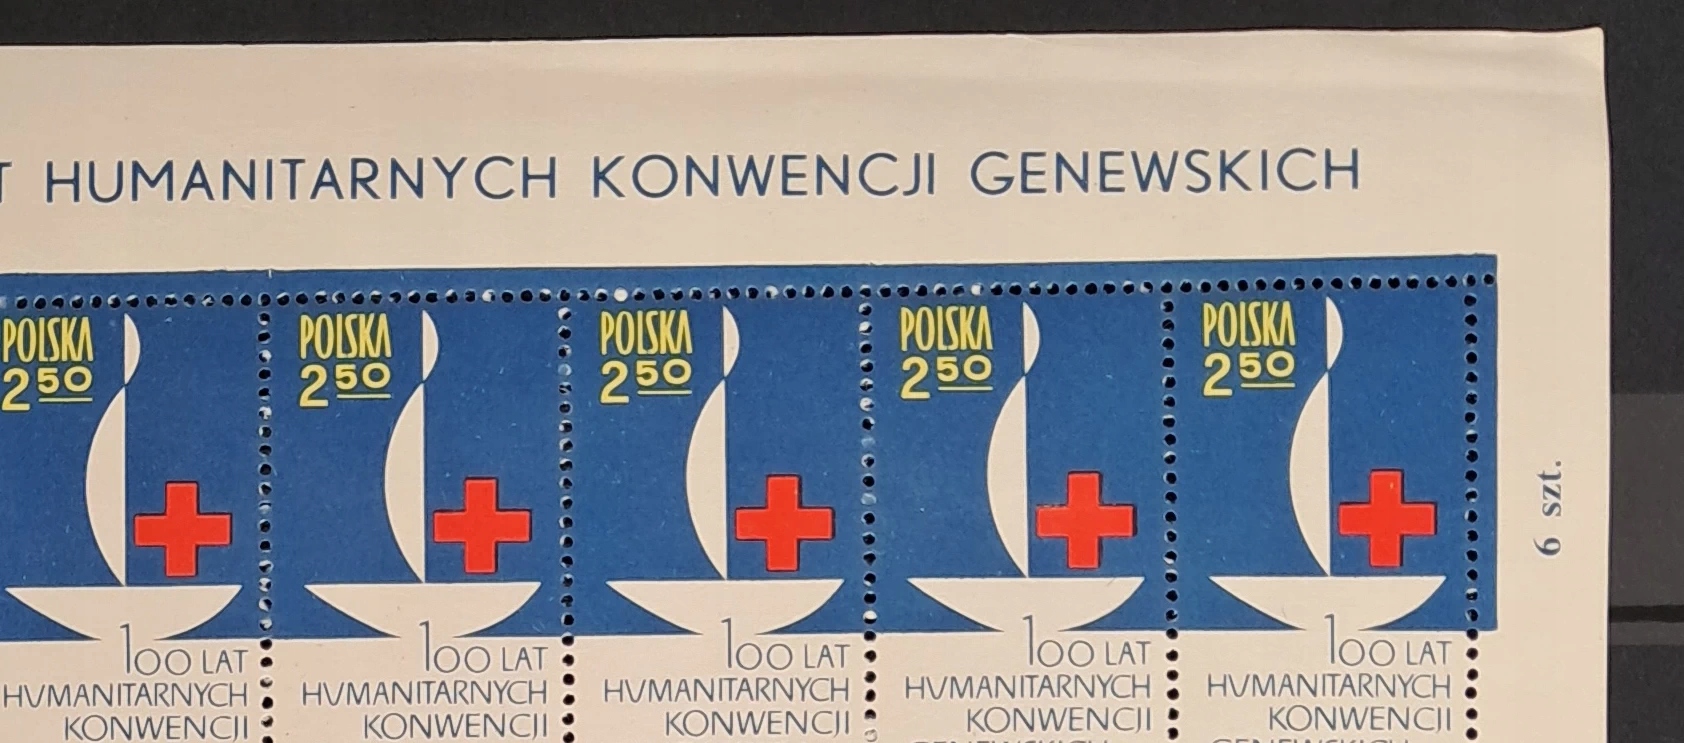 T HUMANITARNYCH KONWENCJI GENEWSKICH
POLSKA POLSKA POLSKA POLSKA POLSKA
2 50 2 50 2 50 2 50 2 50
6 szt.
100 LAT 100 LAT 100 LAT 100 LAT 100 LAT
HVMANITARNYCH HVMANITARNYCH HVMANITARNYCH HVMANITARNYCH HVMANITARNYCH
KONWENCJI KONWENCJI KONWENCJI KONWENCJI KONWENCJI